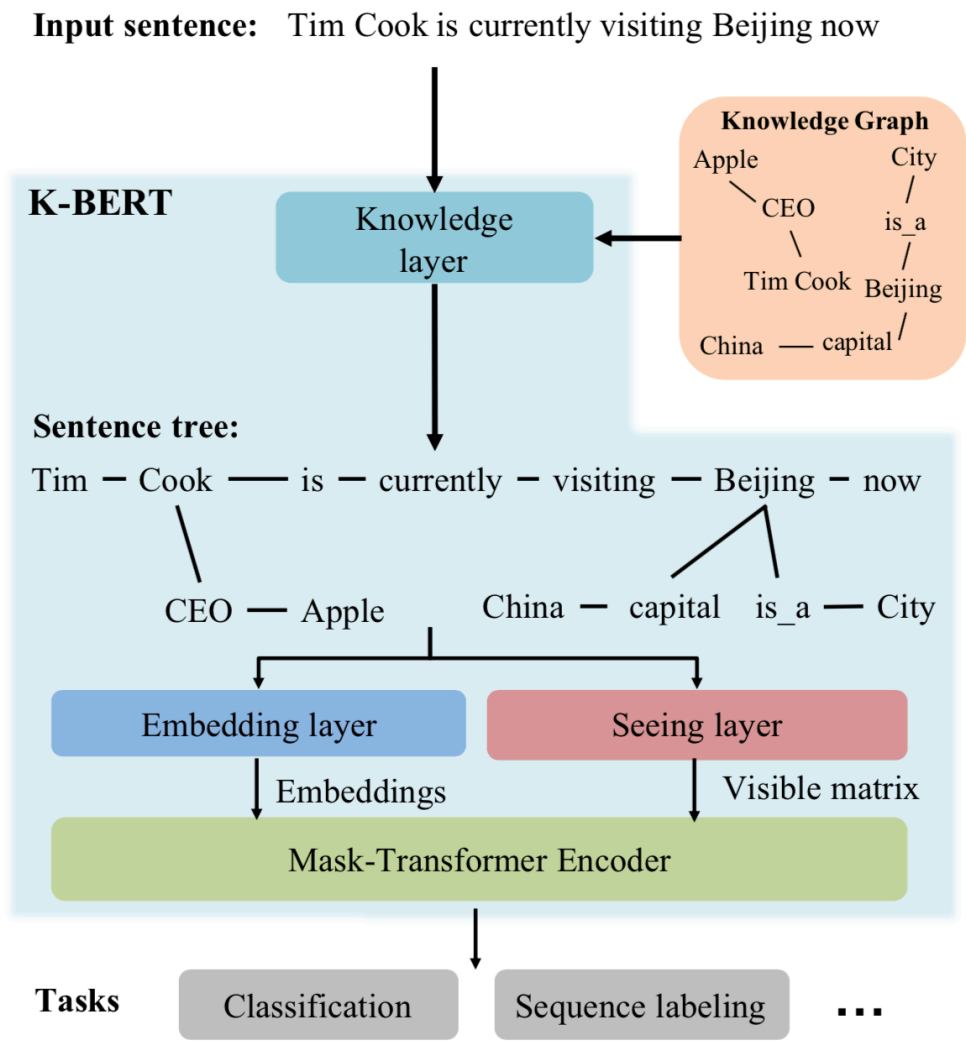 Input sentence: Tim Cook is currently visiting Beijing now
Knowledge Graph
Apple
City
CEO
is_a
Tim Cook
Beijing
China
capital
K-BERT
Knowledge
layer
Sentence tree:
Tim Cook is currently visiting Beijing now
CEO Apple China capital is_a City
Embedding layer
Seeing layer
Embeddings
Visible matrix
Mask-Transformer Encoder
Tasks
Classification
Sequence labeling
...